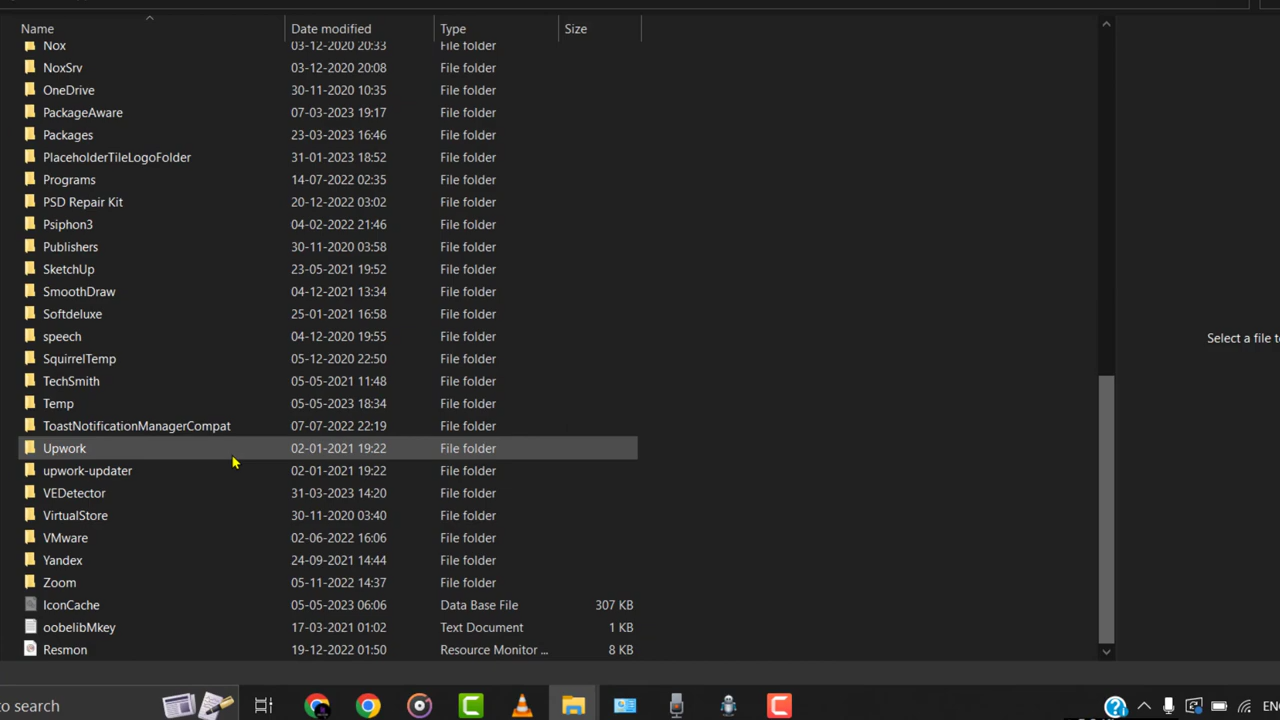 Name Date modified Type Size
Nox 03-12-2020 20:33 File folder
NoxSrv 03-12-2020 20:08 File folder
OneDrive 30-11-2020 10:35 File folder
PackageAware 07-03-2023 19:17 File folder
Packages 23-03-2023 16:46 File folder
PlaceholderTileLogoFolder 31-01-2023 18:52 File folder
Programs 14-07-2022 02:35 File folder
PSD Repair Kit 20-12-2022 03:02 File folder
Psiphon3 04-02-2022 21:46 File folder
Publishers 30-11-2020 03:58 File folder
SketchUp 23-05-2021 19:52 File folder
SmoothDraw 04-12-2021 13:34 File folder
Softdeluxe 25-01-2021 16:58 File folder
speech 04-12-2020 19:55 File folder
Select a file to
SquirrelTemp 05-12-2020 22:50 File folder
TechSmith 05-05-2021 11:48 File folder
Temp 05-05-2023 18:34 File folder
ToastNotificationManagerCompat 07-07-2022 22:19 File folder
Upwork 02-01-2021 19:22 File folder
upwork-updater 02-01-2021 19:22 File folder
VEDetector 31-03-2023 14:20 File folder
VirtualStore 30-11-2020 03:40 File folder
VMware 02-06-2022 16:06 File folder
Yandex 24-09-2021 14:44 File folder
Zoom 05-11-2022 14:37 File folder
IconCache 05-05-2023 06:06 Data Base File 307 KB
oobelibMkey 17-03-2021 01:02 Text Document 1 KB
Resmon 19-12-2022 01:50 Resource Monitor ... 8 KB
to search ENG